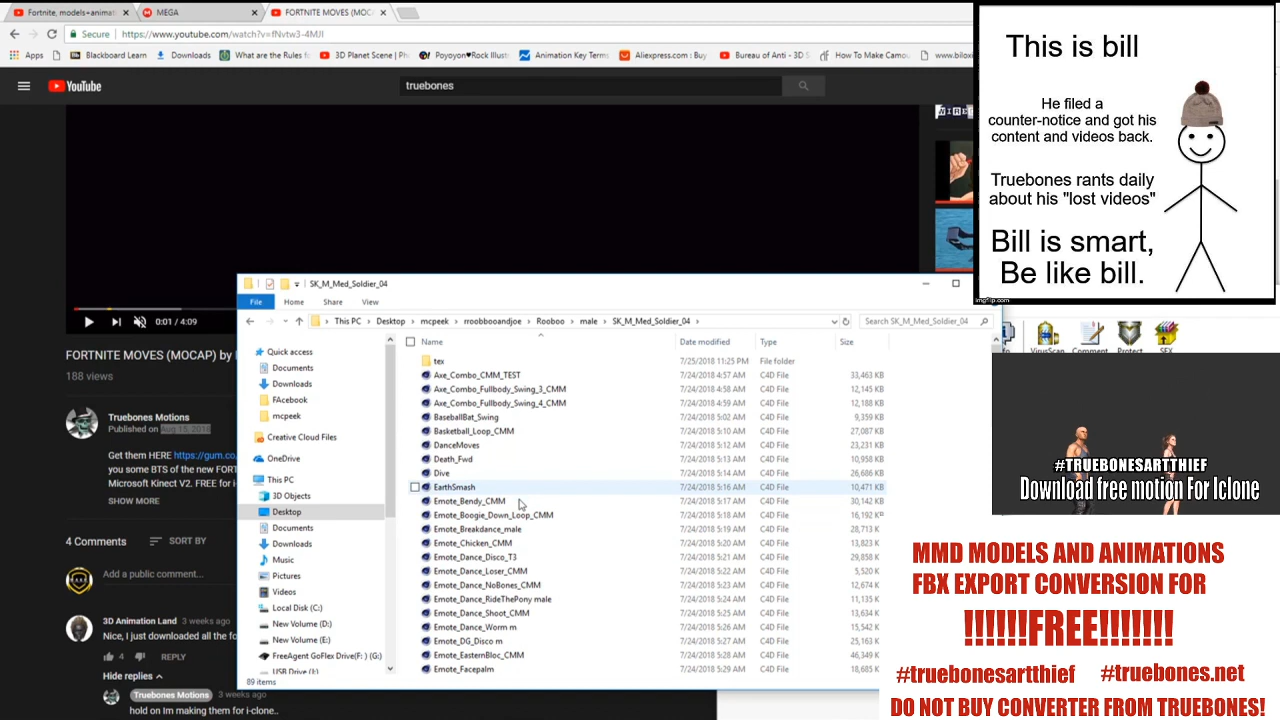 Fortnite, models+animat
MEGA
FORTNITE MOVES (MOC
Secure
https://www.youtube.com/watch?v=fNvtw3-4MJI
Apps
Blackboard Learn
Downloads
What are the Rules f
3D Planet Scene | Ph
Poyoyon♥Rock Illust
Animation Key Terms
Aliexpress.com : Buy
Bureau of Anti - 3D S
How To Make Camou
www.biloxi
YouTube
truebones
WIRE
0:01 / 4:09
FORTNITE MOVES (MOCAP) by
188 views
Truebones Motions
Published on Aug 15, 2018
Get them HERE https://gum.co
you some BTS of the new FORT
Microsoft Kinect V2. FREE for i
SHOW MORE
4 Comments
SORT BY
Add a public comment...
3D Animation Land 3 weeks ago
Nice, I just downloaded all the fo
4
REPLY
Hide replies
Truebones Motions 3 weeks ago
hold on Im making them for i-clone..
SK_M_Med_Soldier_04
File
Home
Share
View
This PC
Desktop
mcpeek
rroobbooandjoe
Rooboo
male
SK_M_Med_Soldier_04
Search SK_M_Med_Soldier_04
Quick access
Documents
Downloads
FAcebook
mcpeek
Creative Cloud Files
OneDrive
This PC
3D Objects
Desktop
Documents
Downloads
Music
Pictures
Videos
Local Disk (C:)
New Volume (D:)
New Volume (E:)
FreeAgent GoFlex Drive(F: ) (G:)
USB Drive (I:)
89 items
Name
Date modified
Type
Size
tex 7/25/2018 11:25 PM File folder
Axe_Combo_CMM_TEST 7/24/2018 4:57 AM C4D File 33,463 KB
Axe_Combo_Fullbody_Swing_3_CMM 7/24/2018 4:58 AM C4D File 12,145 KB
Axe_Combo_Fullbody_Swing_4_CMM 7/24/2018 4:59 AM C4D File 12,188 KB
BaseballBat_Swing 7/24/2018 5:02 AM C4D File 9,359 KB
Basketball_Loop_CMM 7/24/2018 5:10 AM C4D File 27,087 KB
DanceMoves 7/24/2018 5:12 AM C4D File 23,231 KB
Death_Fwd 7/24/2018 5:13 AM C4D File 10,958 KB
Dive 7/24/2018 5:14 AM C4D File 26,686 KB
EarthSmash 7/24/2018 5:16 AM C4D File 10,471 KB
Emote_Bendy_CMM 7/24/2018 5:17 AM C4D File 30,142 KB
Emote_Boogie_Down_Loop_CMM 7/24/2018 5:18 AM C4D File 16,192 KB
Emote_Breakdance_male 7/24/2018 5:19 AM C4D File 28,713 K
Emote_Chicken_CMM 7/24/2018 5:20 AM C4D File 13,823 K
Emote_Dance_Disco_T3 7/24/2018 5:21 AM C4D File 29,858 K
Emote_Dance_Loser_CMM 7/24/2018 5:22 AM C4D File 5,520 K
Emote_Dance_NoBones_CMM 7/24/2018 5:23 AM C4D File 12,674 K
Emote_Dance_RideThePony male 7/24/2018 5:24 AM C4D File 11,135 K
Emote_Dance_Shoot_CMM 7/24/2018 5:25 AM C4D File 13,634 K
Emote_Dance_Worm m 7/24/2018 5:26 AM C4D File 15,542 K
Emote_DG_Disco m 7/24/2018 5:27 AM C4D File 25,163 K
Emote_EasternBloc_CMM 7/24/2018 5:28 AM C4D File 46,349 K
Emote_Facepalm 7/24/2018 5:29 AM C4D File 18,685 K
This is bill
He filed a
counter-notice and got his
content and videos back.
Truebones rants daily
about his "lost videos"
Bill is smart,
Be like bill.
imgflip.com
VirusScan
Comment
Protect
SFX
#TRUEBONESARTTHIEF
Download free motion For Iclone
MMD MODELS AND ANIMATIONS
FBX EXPORT CONVERSION FOR
!!!!!!FREE!!!!!!!
#truebonesartthief
#truebones.net
DO NOT BUY CONVERTER FROM TRUEBONES!